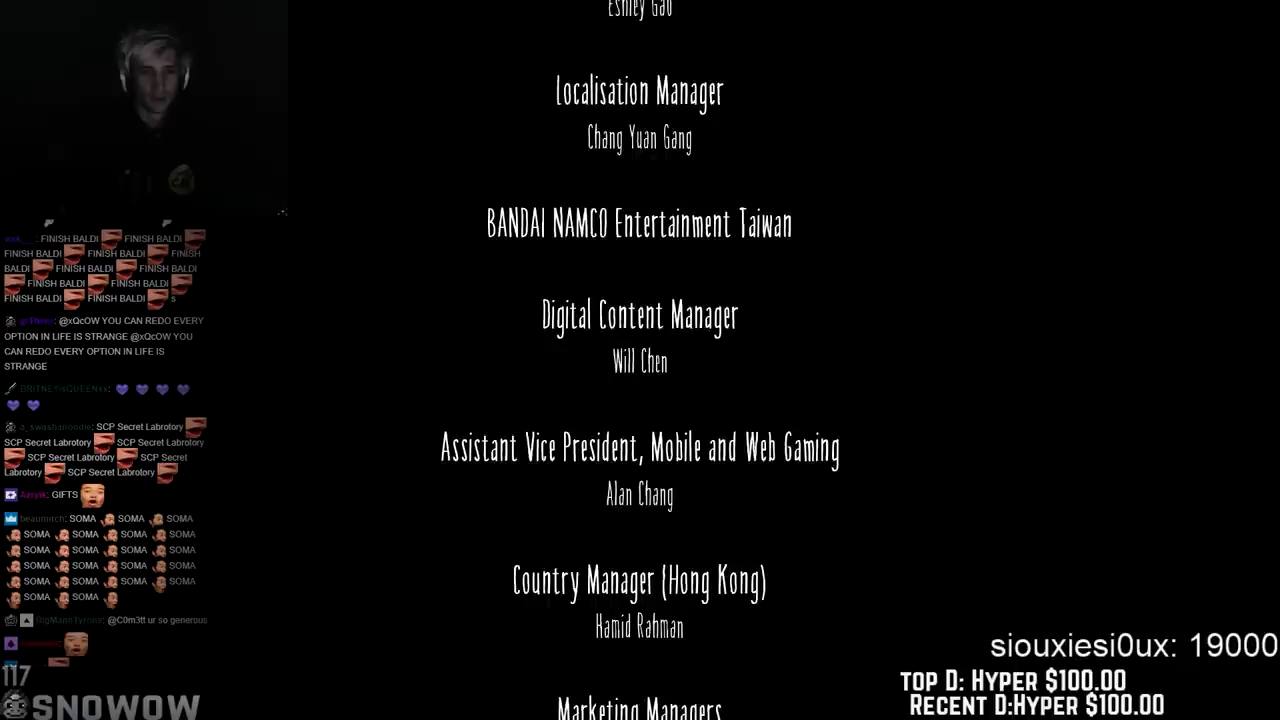 Eshley Gao
Localisation Manager
Chang Yuan Gang
BANDAI NAMCO Entertainment Taiwan
Digital Content Manager
Will Chen
Assistant Vice President, Mobile and Web Gaming
Alan Chang
Country Manager (Hong Kong)
Hamid Rahman
Marketing Managers
: FINISH BALDI FINISH BALDI
FINISH BALDI FINISH BALDI FINISH
BALDI FINISH BALDI FINISH BALDI
FINISH BALDI FINISH BALDI
FINISH BALDI FINISH BALDI s
: @xQcOW YOU CAN REDO EVERY
OPTION IN LIFE IS STRANGE @xQcOW YOU
CAN REDO EVERY OPTION IN LIFE IS
STRANGE
: SCP Secret Labrotory
SCP Secret Labrotory SCP Secret Labrotory
SCP Secret Labrotory SCP Secret
Labrotory SCP Secret Labrotory
Azryik: GIFTS
beaumitch: SOMA SOMA SOMA
SOMA SOMA SOMA
SOMA SOMA SOMA
SOMA SOMA SOMA
SOMA SOMA SOMA
SOMA SOMA
BigMannTyrone: @C0m3tt ur so generous
117
SNOWOW
siouxiesi0ux: 19000
TOP D: HYPER $100.00
RECENT D:HYPER $100.00